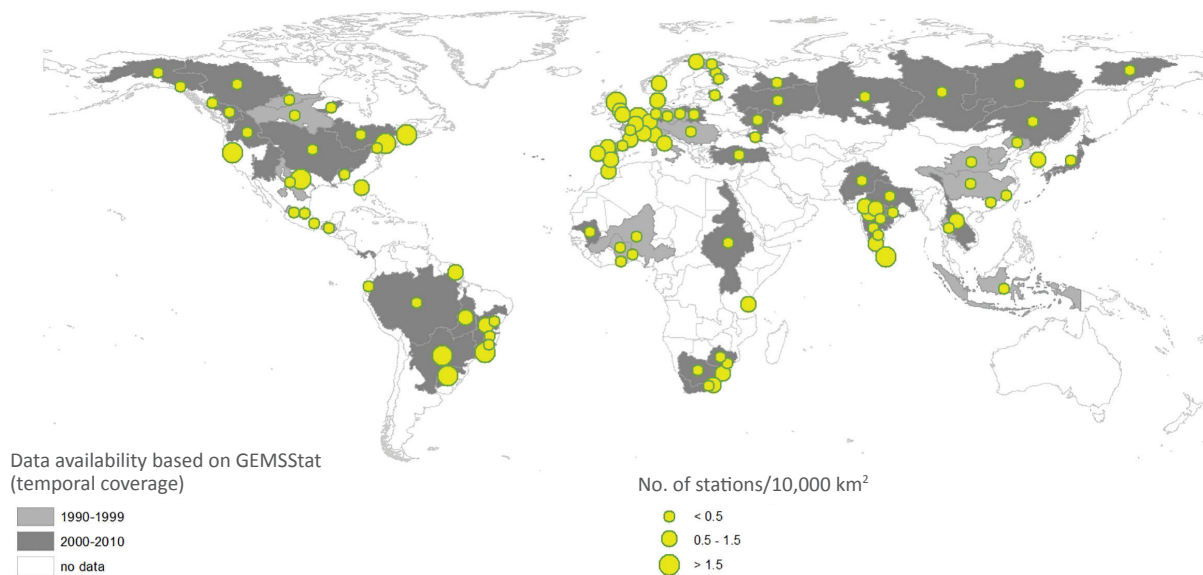 Data availability based on GEMSStat
(temporal coverage)
1990-1999
2000-2010
no data
No. of stations/10,000 km²
< 0.5
0.5 - 1.5
> 1.5